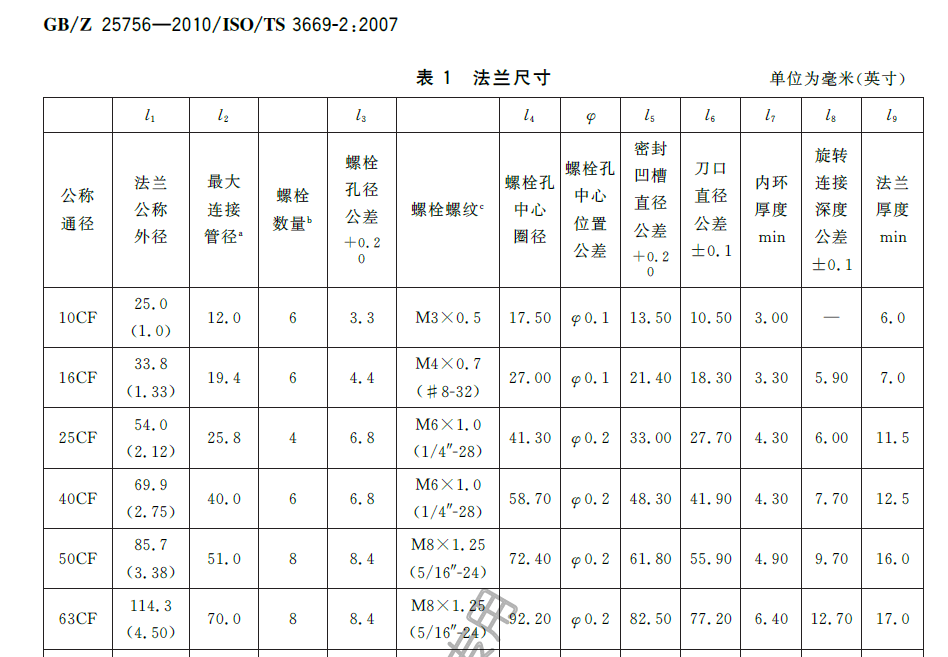 GB/Z 25756—2010/ISO/TS 3669-2:2007
表 1 法兰尺寸
单位为毫米(英寸)
l₁ l₂ l₃ l₄ φ l₅ l₆ l₇ l₈ l₉
公称
通径
法兰
公称
外径
最大
连接
管径ᵃ
螺栓
数量ᵇ
螺栓
孔径
公差
+0.2
0
螺栓螺纹ᶜ
螺栓孔
中心
圈径
螺栓孔
中心
位置
公差
密封
凹槽
直径
公差
+0.2
0
刀口
直径
公差
±0.1
内环
厚度
min
旋转
连接
深度
公差
±0.1
法兰
厚度
min
10CF 25.0 (1.0) 12.0 6 3.3 M3×0.5 17.50 φ0.1 13.50 10.50 3.00 — 6.0
16CF 33.8 (1.33) 19.4 6 4.4 M4×0.7 (♯8-32) 27.00 φ0.1 21.40 18.30 3.30 5.90 7.0
25CF 54.0 (2.12) 25.8 4 6.8 M6×1.0 (1/4″-28) 41.30 φ0.2 33.00 27.70 4.30 6.00 11.5
40CF 69.9 (2.75) 40.0 6 6.8 M6×1.0 (1/4″-28) 58.70 φ0.2 48.30 41.90 4.30 7.70 12.5
50CF 85.7 (3.38) 51.0 8 8.4 M8×1.25 (5/16″-24) 72.40 φ0.2 61.80 55.90 4.90 9.70 16.0
63CF 114.3 (4.50) 70.0 8 8.4 M8×1.25 (5/16″-24) 92.20 φ0.2 82.50 77.20 6.40 12.70 17.0
专用